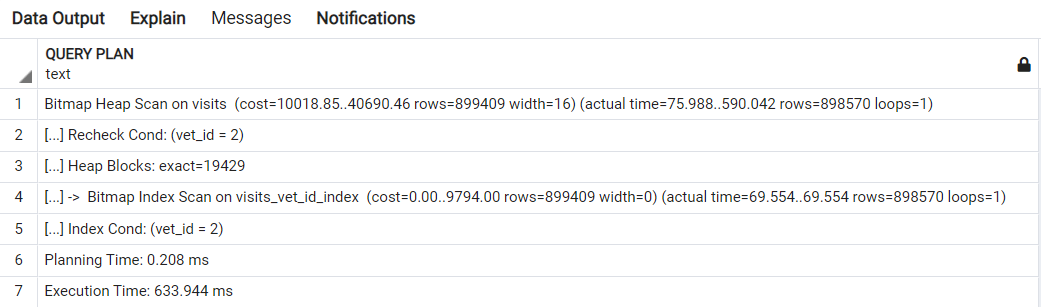 Data Output Explain Messages Notifications
QUERY PLAN
text
1 Bitmap Heap Scan on visits (cost=10018.85..40690.46 rows=899409 width=16) (actual time=75.988..590.042 rows=898570 loops=1)
2 [...] Recheck Cond: (vet_id = 2)
3 [...] Heap Blocks: exact=19429
4 [...] -> Bitmap Index Scan on visits_vet_id_index (cost=0.00..9794.00 rows=899409 width=0) (actual time=69.554..69.554 rows=898570 loops=1)
5 [...] Index Cond: (vet_id = 2)
6 Planning Time: 0.208 ms
7 Execution Time: 633.944 ms